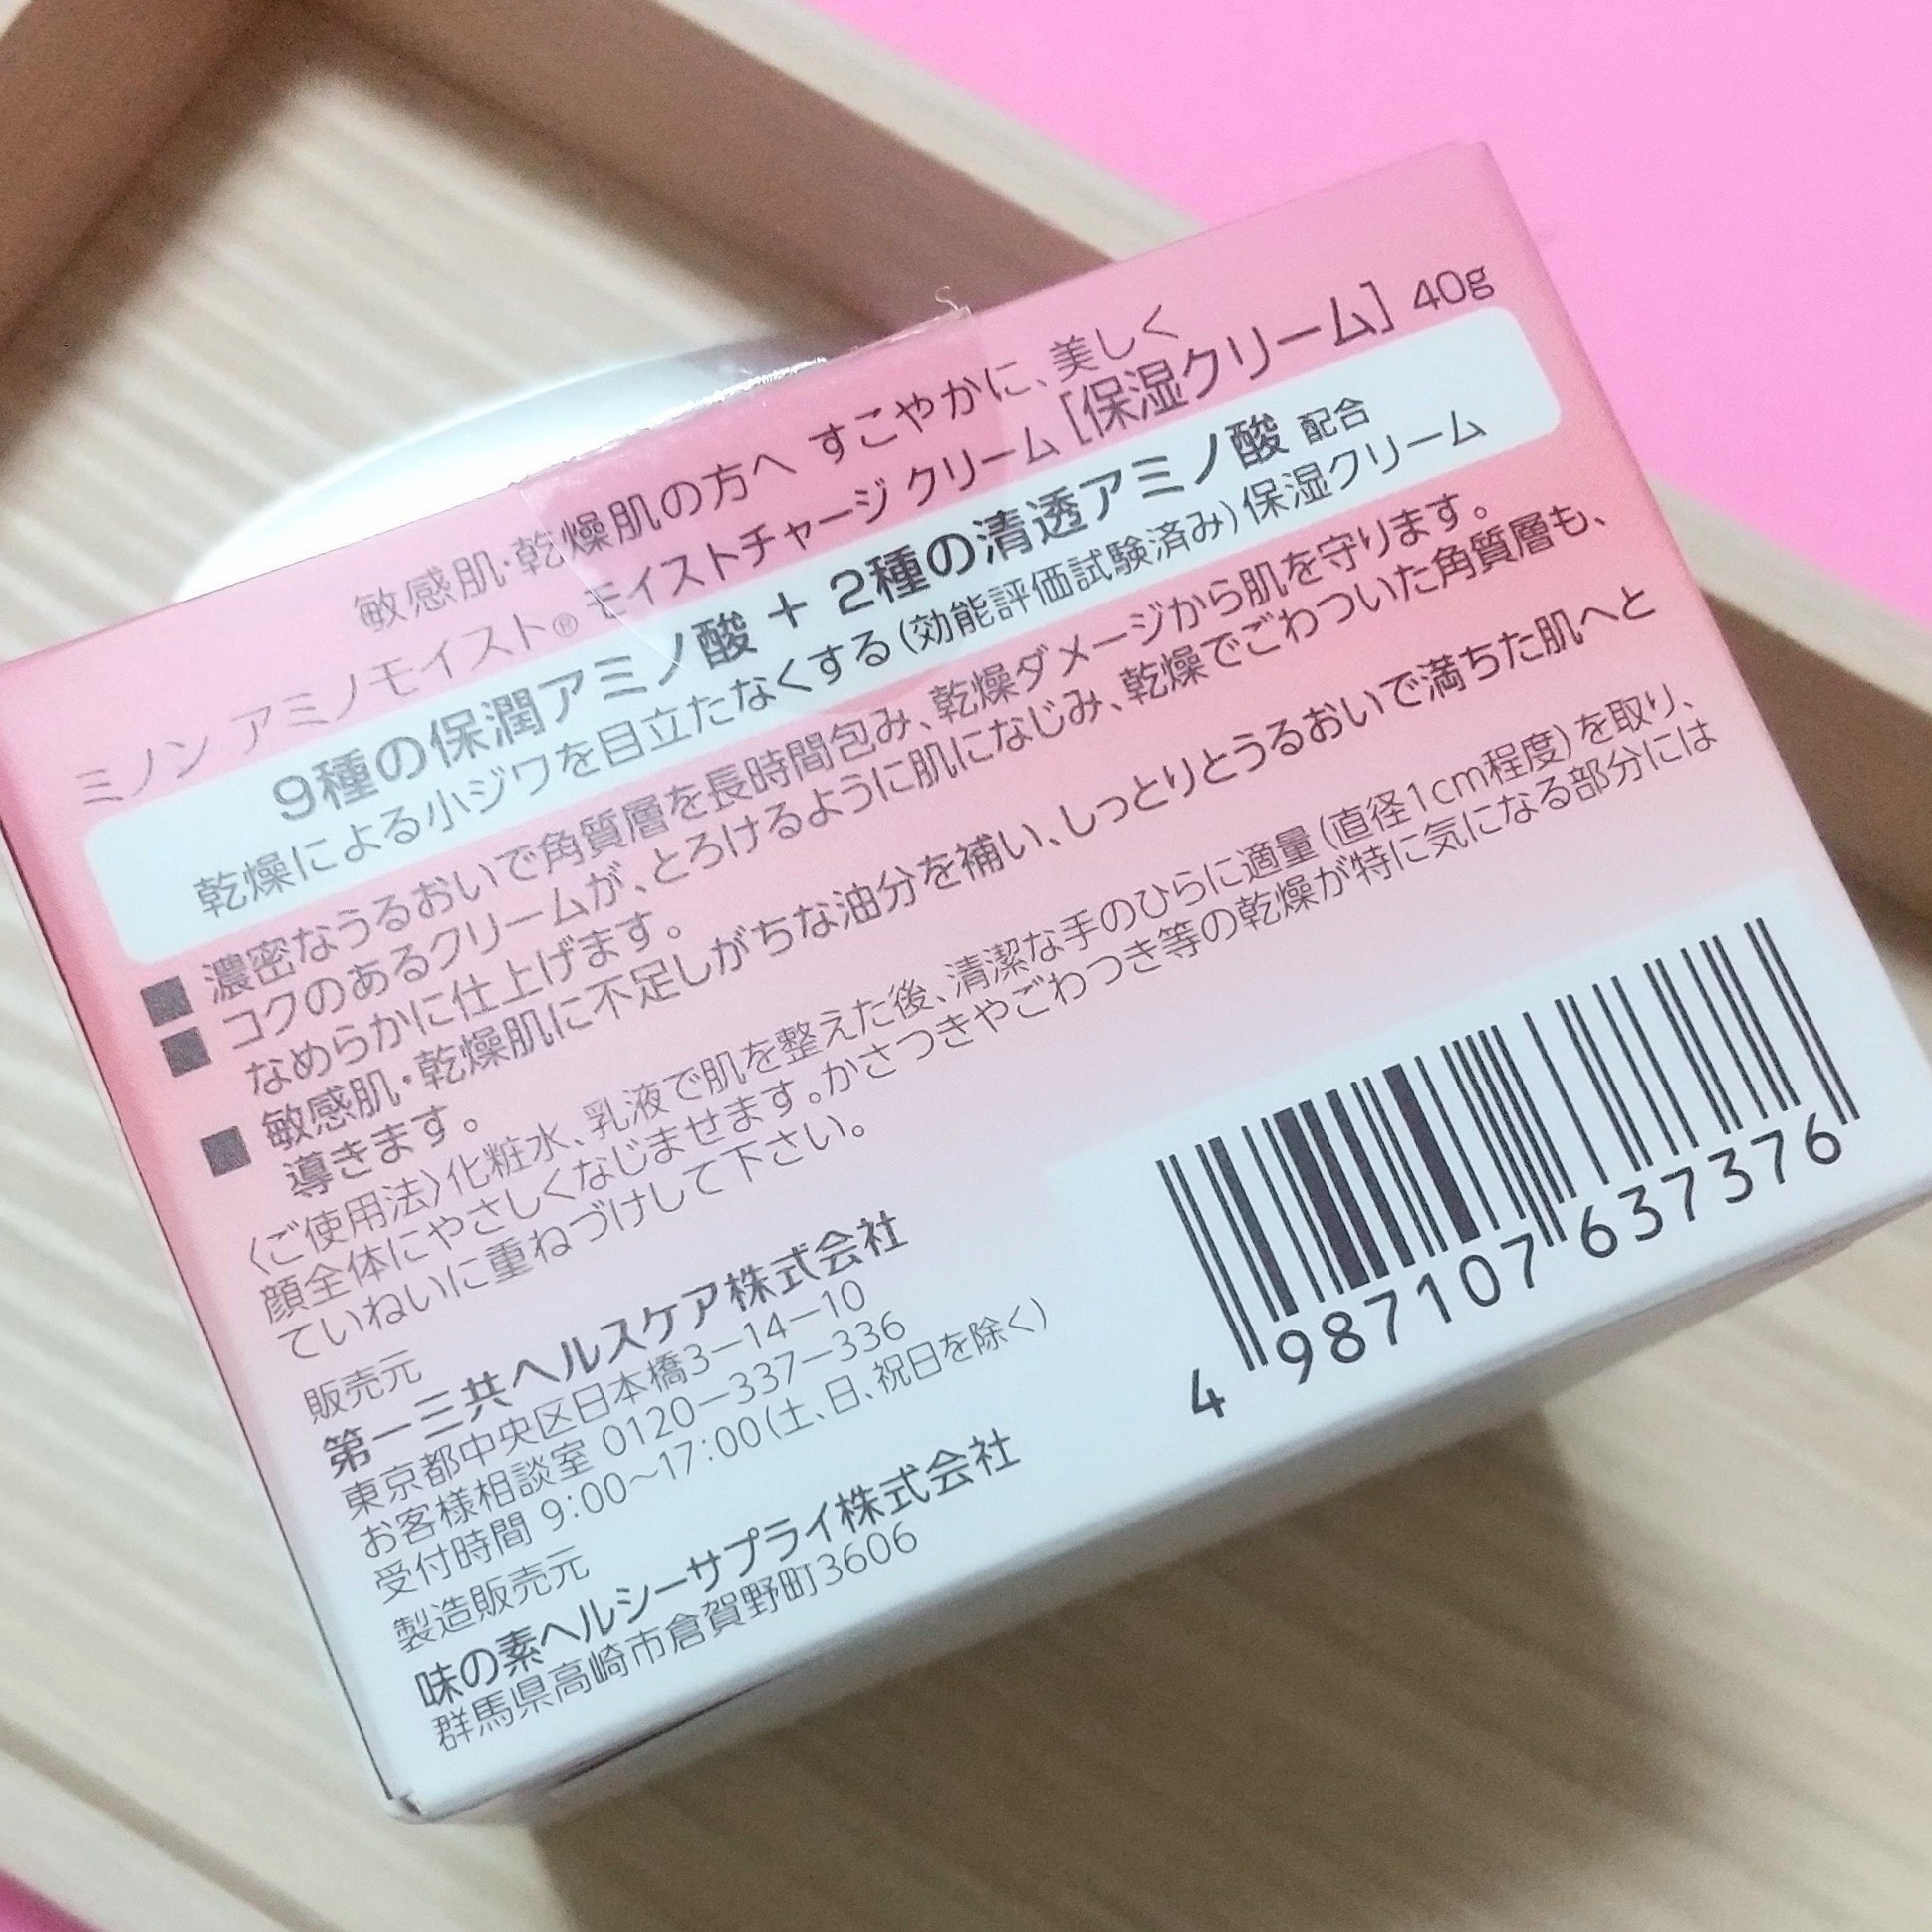 敏感肌・乾燥肌の方へ すこやかに、美しく
ミノン アミノモイスト® モイストチャージ クリーム [保湿クリーム] 40g
9種の保潤アミノ酸 + 2種の清透アミノ酸 配合
乾燥による小ジワを目立たなくする(効能評価試験済み)保湿クリーム
■ 濃密なうるおいで角質層を長時間包み、乾燥ダメージから肌を守ります。
■ コクのあるクリームが、とろけるように肌になじみ、乾燥でごわついた角質層も、
なめらかに仕上げます。
■ 敏感肌・乾燥肌に不足しがちな油分を補い、しっとりとうるおいで満ちた肌へと
導きます。
〈ご使用法〉化粧水、乳液で肌を整えた後、清潔な手のひらに適量(直径1cm程度)を取り、
顔全体にやさしくなじませます。かさつきやごわつき等の乾燥が特に気になる部分には
ていねいに重ねづけして下さい。
販売元
第一三共ヘルスケア株式会社
東京都中央区日本橋3-14-10
お客様相談室 0120-337-336
受付時間 9:00〜17:00(土、日、祝日を除く)
製造販売元
味の素ヘルシーサプライ株式会社
群馬県高崎市倉賀野町3606
4 987107 637376